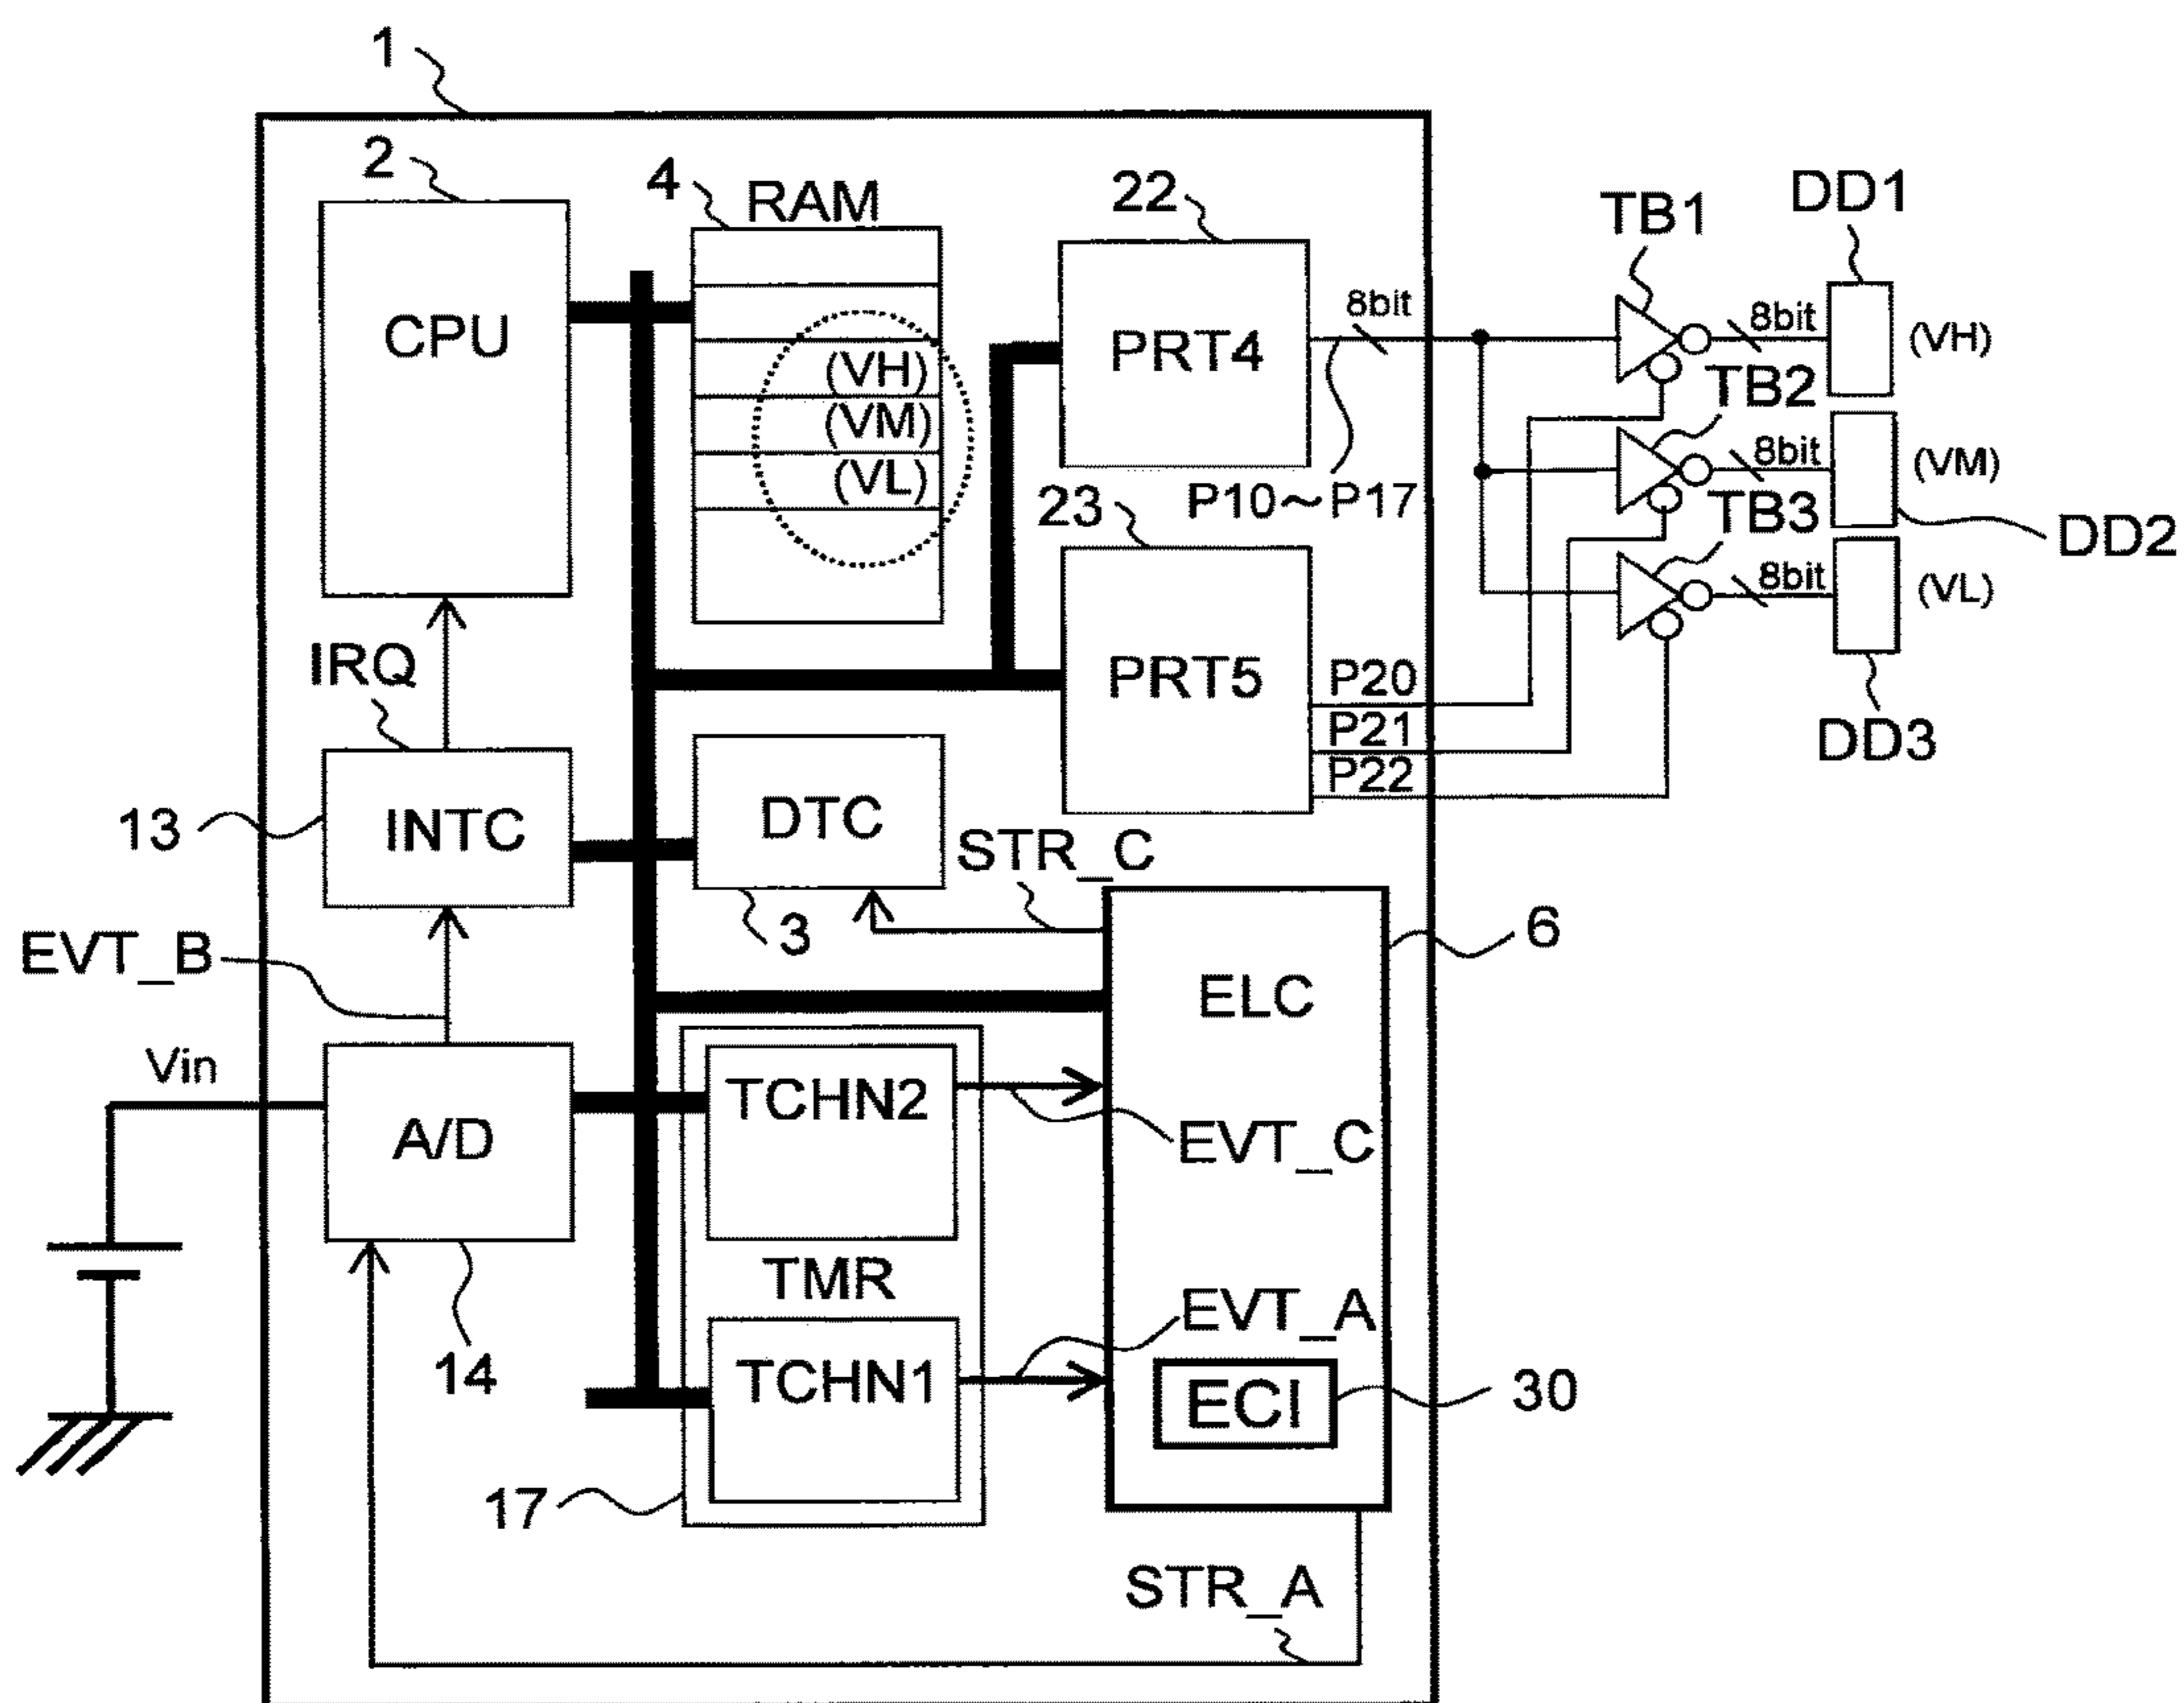 1
2
4 RAM
22
TB1
DD1
CPU
(VH)
(VM)
(VL)
PRT4
8bit
8bit
(VH)
TB2
8bit
(VM)
P10~P17
TB3
DD2
23
8bit
(VL)
IRQ
PRT5
P20
P21
P22
DD3
13
INTC
DTC
STR_C
3
6
EVT_B
ELC
Vin
A/D
TCHN2
EVT_C
TMR
EVT_A
14
TCHN1
ECI
30
17
STR_A